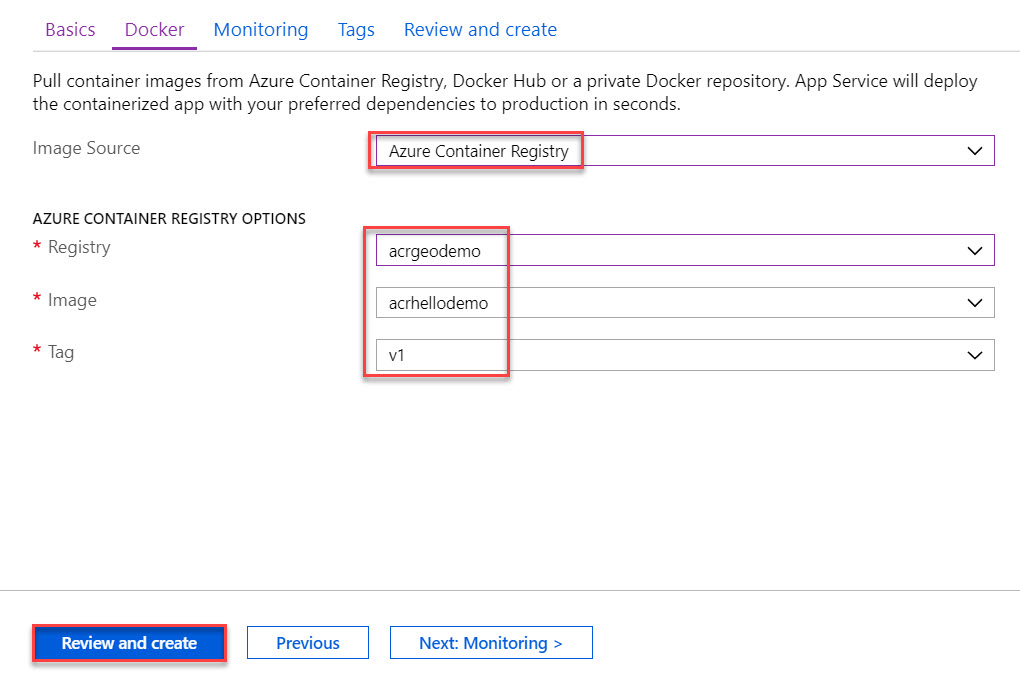 Basics Docker Monitoring Tags Review and create
Pull container images from Azure Container Registry, Docker Hub or a private Docker repository. App Service will deploy
the containerized app with your preferred dependencies to production in seconds.
Image Source Azure Container Registry
AZURE CONTAINER REGISTRY OPTIONS
* Registry acrgeodemo
* Image acrhellodemo
* Tag v1
Review and create Previous Next: Monitoring >